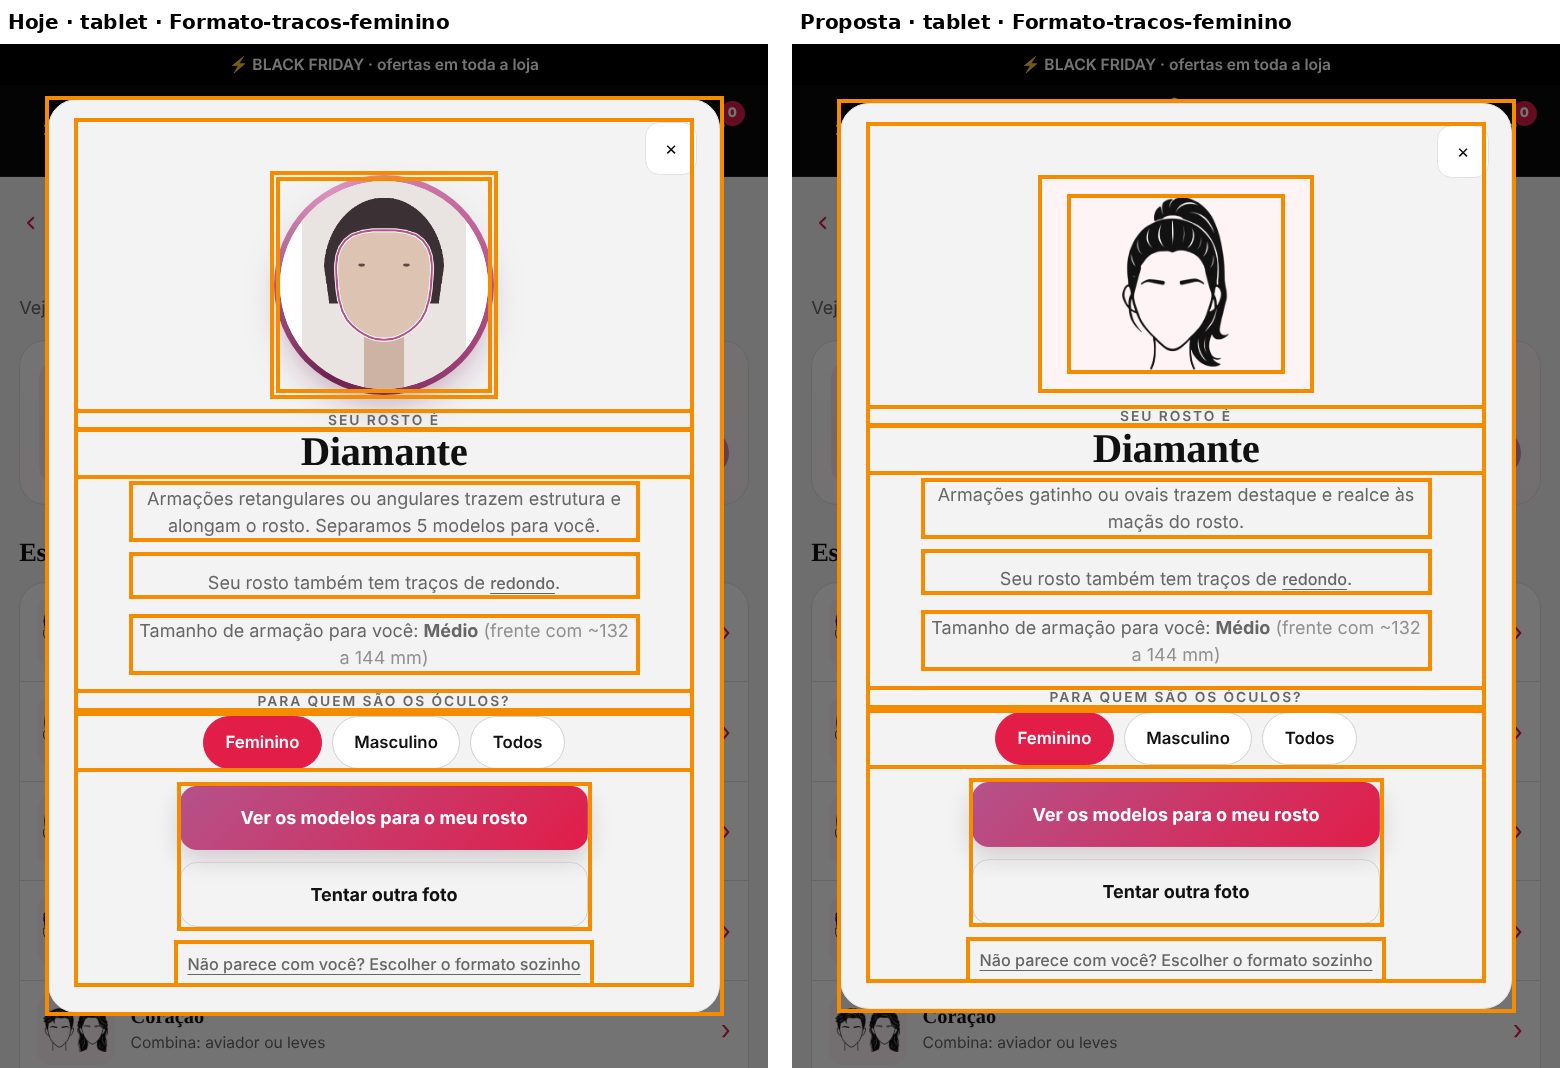 Hoje · tablet · Formato-tracos-feminino
⚡ BLACK FRIDAY · ofertas em toda a loja
0
×
‹
Vej
SEU ROSTO É
Diamante
Armações retangulares ou angulares trazem estrutura e
alongam o rosto. Separamos 5 modelos para você.
Es
Seu rosto também tem traços de redondo.
Tamanho de armação para você: Médio (frente com ~132
a 144 mm)
PARA QUEM SÃO OS ÓCULOS?
Feminino Masculino Todos
Ver os modelos para o meu rosto
Tentar outra foto
Não parece com você? Escolher o formato sozinho
Coração
Combina: aviador ou leves
Proposta · tablet · Formato-tracos-feminino
⚡ BLACK FRIDAY · ofertas em toda a loja
0
×
‹
Vej
SEU ROSTO É
Diamante
Armações gatinho ou ovais trazem destaque e realce às
maçãs do rosto.
Es
Seu rosto também tem traços de redondo.
Tamanho de armação para você: Médio (frente com ~132
a 144 mm)
PARA QUEM SÃO OS ÓCULOS?
Feminino Masculino Todos
Ver os modelos para o meu rosto
Tentar outra foto
Não parece com você? Escolher o formato sozinho
Coração
Combina: aviador ou leves